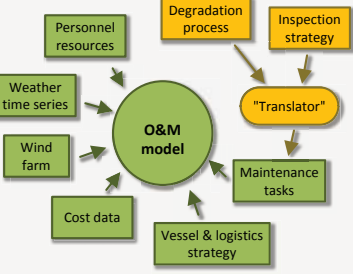 Degradation
process
Inspection
strategy
Personnel
resources
Weather
time series
"Translator"
O&M
model
Wind
farm
Maintenance
tasks
Cost data
Vessel & logistics
strategy